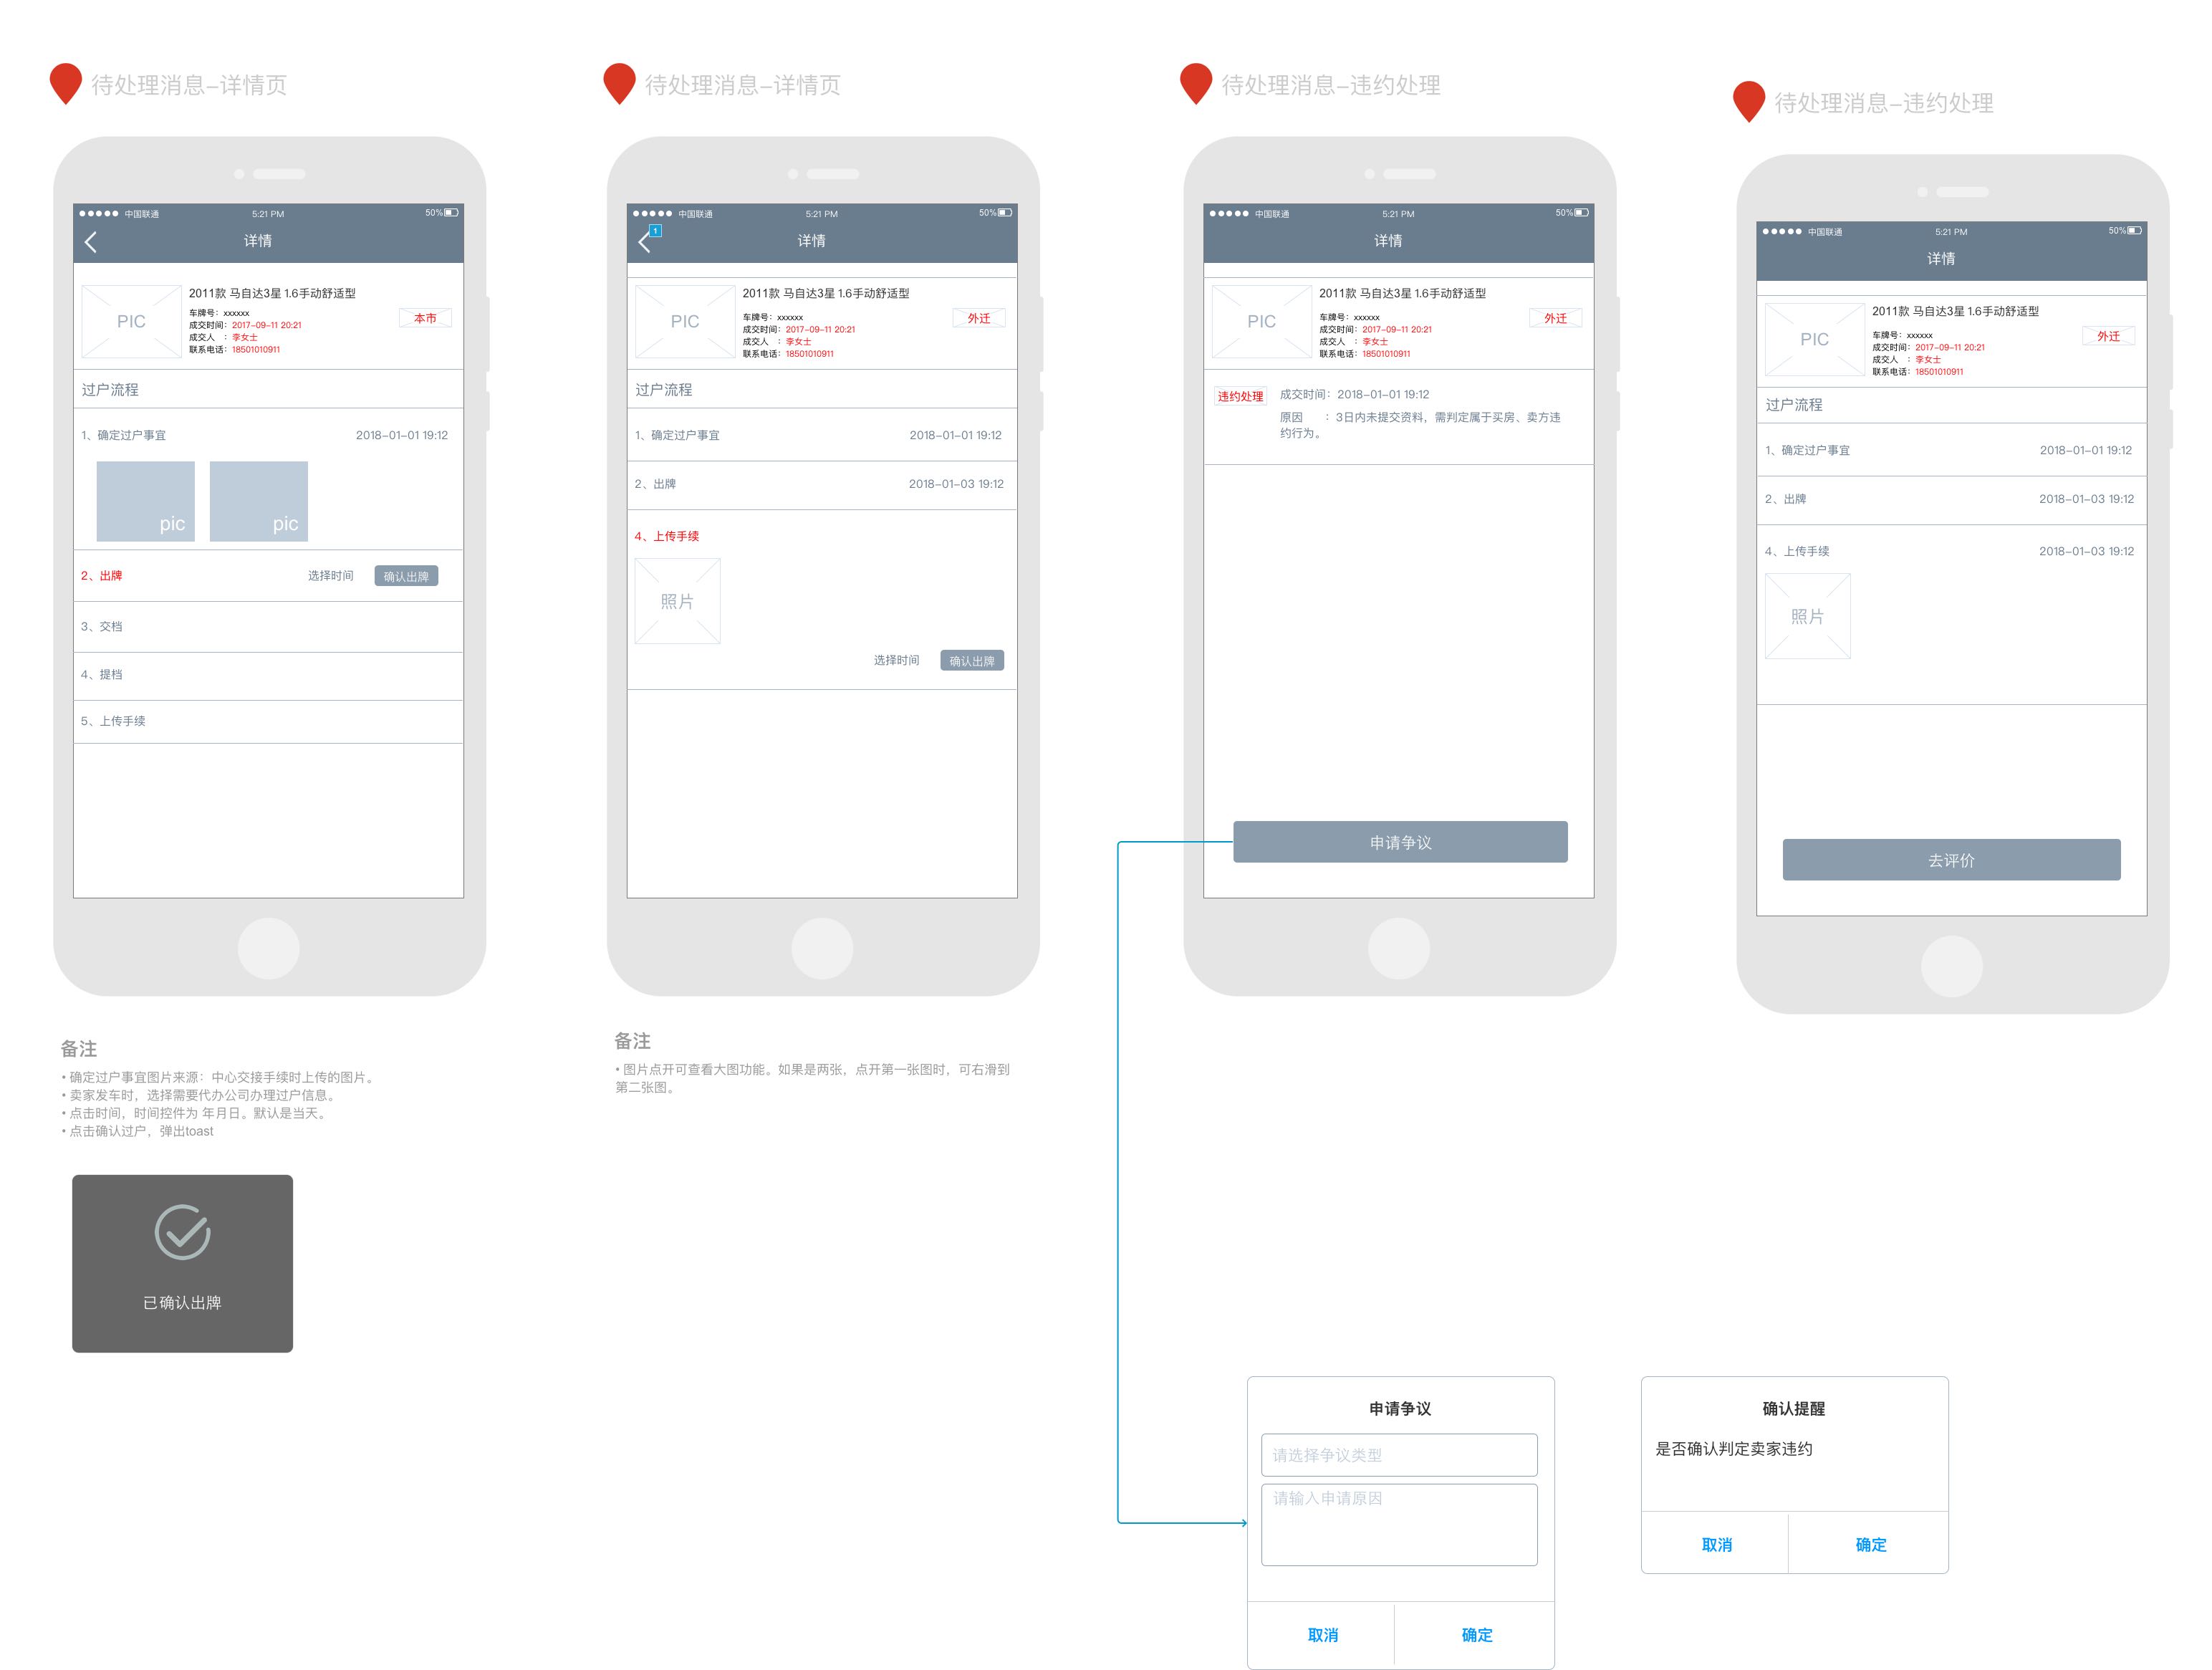 待处理消息–详情页
中国联通
5:21 PM
50%
详情
PIC
2011款 马自达3星 1.6手动舒适型
车牌号：xxxxxx
成交时间：2017–09–11 20:21
成交人 ：李女士
联系电话：18501010911
本市
过户流程
1、确定过户事宜
2018–01–01 19:12
pic
pic
2、出牌
选择时间
确认出牌
3、交档
4、提档
5、上传手续
备注
• 确定过户事宜图片来源：中心交接手续时上传的图片。
• 卖家发车时，选择需要代办公司办理过户信息。
• 点击时间，时间控件为 年月日。默认是当天。
• 点击确认过户，弹出toast
已确认出牌
待处理消息–详情页
中国联通
5:21 PM
50%
1
详情
PIC
2011款 马自达3星 1.6手动舒适型
车牌号：xxxxxx
成交时间：2017–09–11 20:21
成交人 ：李女士
联系电话：18501010911
外迁
过户流程
1、确定过户事宜
2018–01–01 19:12
2、出牌
2018–01–03 19:12
4、上传手续
照片
选择时间
确认出牌
备注
• 图片点开可查看大图功能。如果是两张，点开第一张图时，可右滑到
第二张图。
待处理消息–违约处理
中国联通
5:21 PM
50%
详情
PIC
2011款 马自达3星 1.6手动舒适型
车牌号：xxxxxx
成交时间：2017–09–11 20:21
成交人 ：李女士
联系电话：18501010911
外迁
违约处理
成交时间：2018–01–01 19:12
原因 ：3日内未提交资料，需判定属于买房、卖方违
约行为。
申请争议
申请争议
请选择争议类型
请输入申请原因
取消
确定
待处理消息–违约处理
中国联通
5:21 PM
50%
详情
PIC
2011款 马自达3星 1.6手动舒适型
车牌号：xxxxxx
成交时间：2017–09–11 20:21
成交人 ：李女士
联系电话：18501010911
外迁
过户流程
1、确定过户事宜
2018–01–01 19:12
2、出牌
2018–01–03 19:12
4、上传手续
2018–01–03 19:12
照片
去评价
确认提醒
是否确认判定卖家违约
取消
确定